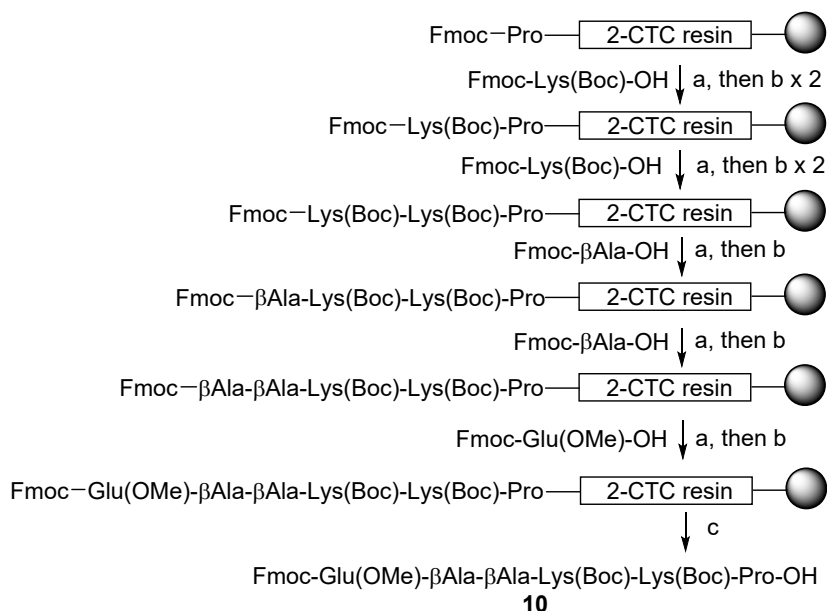 Fmoc−Pro 2-CTC resin
Fmoc-Lys(Boc)-OH a, then b x 2
Fmoc−Lys(Boc)-Pro 2-CTC resin
Fmoc-Lys(Boc)-OH a, then b x 2
Fmoc−Lys(Boc)-Lys(Boc)-Pro 2-CTC resin
Fmoc-βAla-OH a, then b
Fmoc−βAla-Lys(Boc)-Lys(Boc)-Pro 2-CTC resin
Fmoc-βAla-OH a, then b
Fmoc−βAla-βAla-Lys(Boc)-Lys(Boc)-Pro 2-CTC resin
Fmoc-Glu(OMe)-OH a, then b
Fmoc−Glu(OMe)-βAla-βAla-Lys(Boc)-Lys(Boc)-Pro 2-CTC resin
c
Fmoc-Glu(OMe)-βAla-βAla-Lys(Boc)-Lys(Boc)-Pro-OH
10